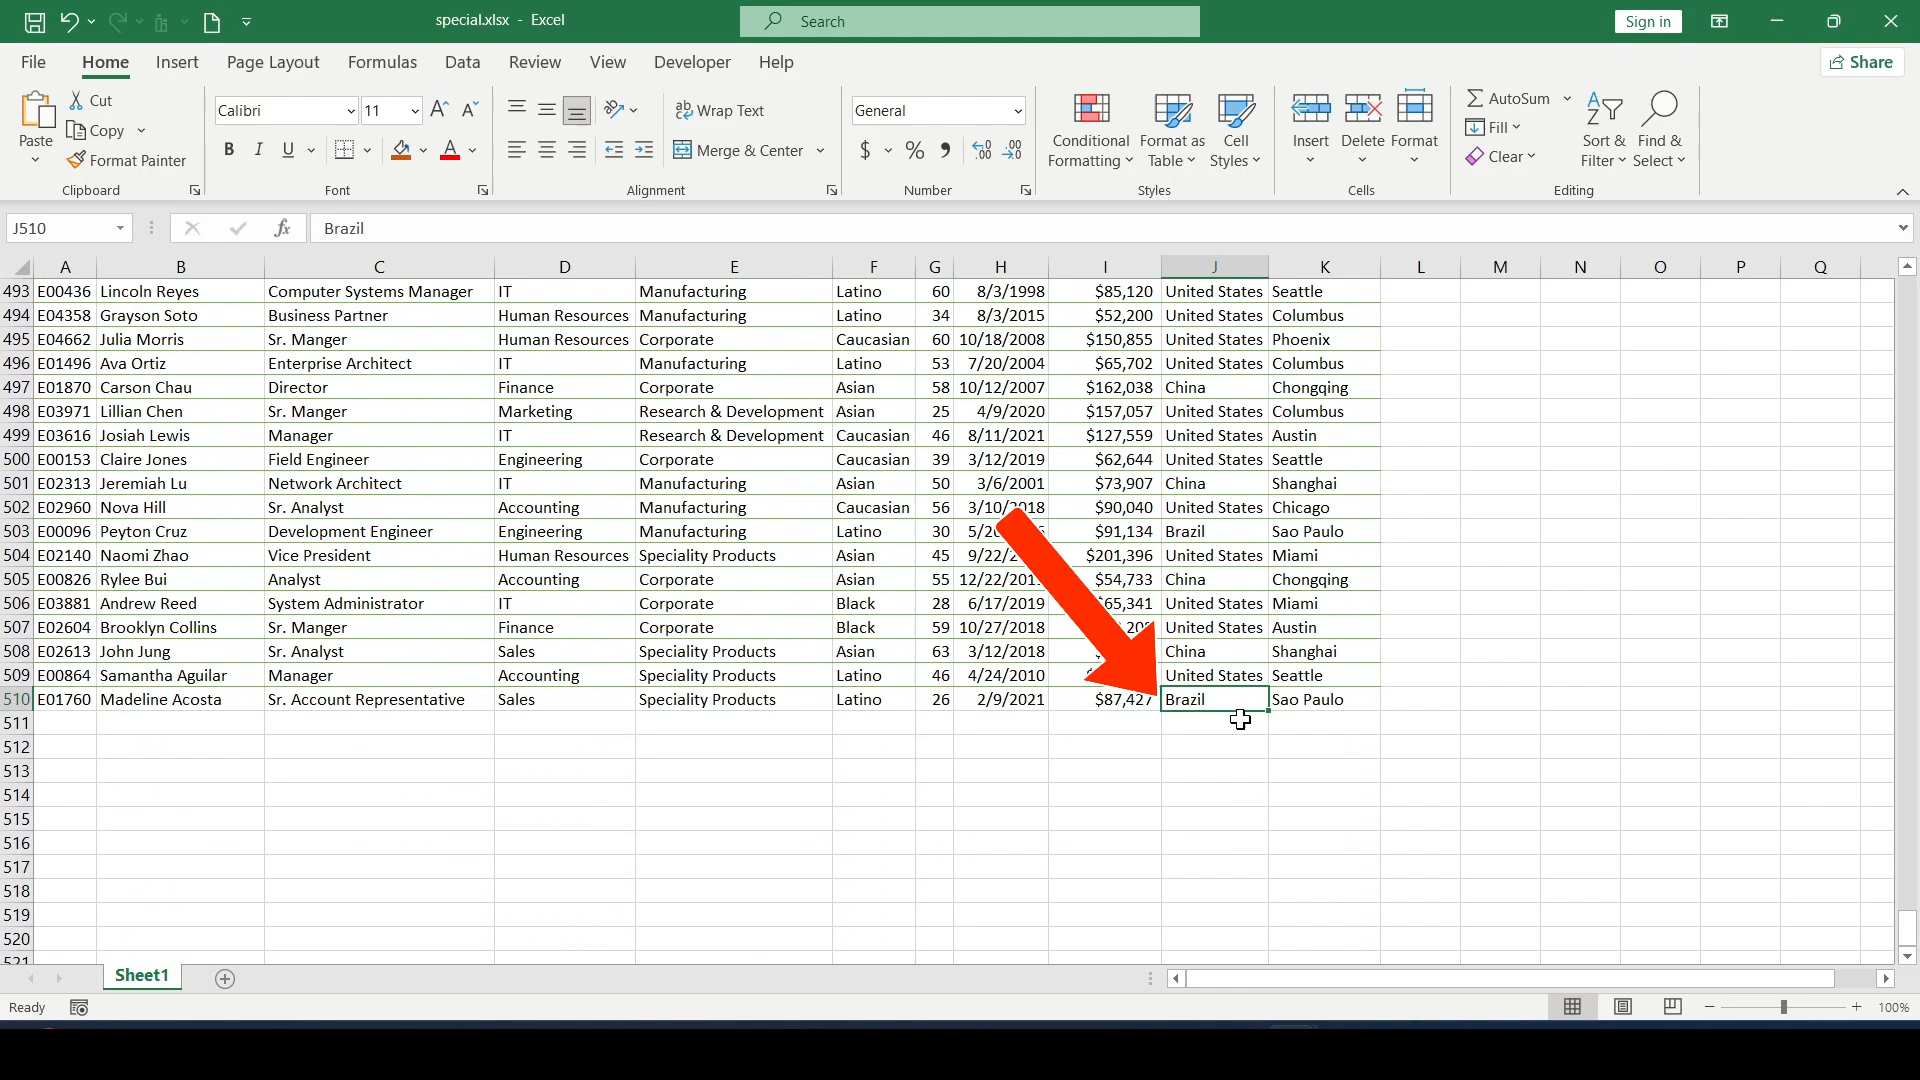 special.xlsx - Excel
Search
Sign in
File Home Insert Page Layout Formulas Data Review View Developer Help
Share
Paste
Cut
Copy
Format Painter
Clipboard
Calibri 11
B I U
Font
Wrap Text
Merge & Center
Alignment
General
$ % ,
Number
Conditional Formatting
Format as Table
Cell Styles
Styles
Insert Delete Format
Cells
AutoSum
Fill
Clear
Sort & Filter
Find & Select
Editing
J510 fx Brazil
A B C D E F G H I J K L M N O P Q
493 E00436 Lincoln Reyes Computer Systems Manager IT Manufacturing Latino 60 8/3/1998 $85,120 United States Seattle
494 E04358 Grayson Soto Business Partner Human Resources Manufacturing Latino 34 8/3/2015 $52,200 United States Columbus
495 E04662 Julia Morris Sr. Manger Human Resources Corporate Caucasian 60 10/18/2008 $150,855 United States Phoenix
496 E01496 Ava Ortiz Enterprise Architect IT Manufacturing Latino 53 7/20/2004 $65,702 United States Columbus
497 E01870 Carson Chau Director Finance Corporate Asian 58 10/12/2007 $162,038 China Chongqing
498 E03971 Lillian Chen Sr. Manger Marketing Research & Development Asian 25 4/9/2020 $157,057 United States Columbus
499 E03616 Josiah Lewis Manager IT Research & Development Caucasian 46 8/11/2021 $127,559 United States Austin
500 E00153 Claire Jones Field Engineer Engineering Corporate Caucasian 39 3/12/2019 $62,644 United States Seattle
501 E02313 Jeremiah Lu Network Architect IT Manufacturing Asian 50 3/6/2001 $73,907 China Shanghai
502 E02960 Nova Hill Sr. Analyst Accounting Manufacturing Caucasian 56 3/10/2018 $90,040 United States Chicago
503 E00096 Peyton Cruz Development Engineer Engineering Manufacturing Latino 30 $91,134 Brazil Sao Paulo
504 E02140 Naomi Zhao Vice President Human Resources Speciality Products Asian 45 $201,396 United States Miami
505 E00826 Rylee Bui Analyst Accounting Corporate Asian 55 $54,733 China Chongqing
506 E03881 Andrew Reed System Administrator IT Corporate Black 28 6/17/2019 $65,341 United States Miami
507 E02604 Brooklyn Collins Sr. Manger Finance Corporate Black 59 10/27/2018 United States Austin
508 E02613 John Jung Sr. Analyst Sales Speciality Products Asian 63 3/12/2018 China Shanghai
509 E00864 Samantha Aguilar Manager Accounting Speciality Products Latino 46 4/24/2010 United States Seattle
510 E01760 Madeline Acosta Sr. Account Representative Sales Speciality Products Latino 26 2/9/2021 $87,427 Brazil Sao Paulo
511
512
513
514
515
516
517
518
519
520
521
Sheet1
Ready
100%